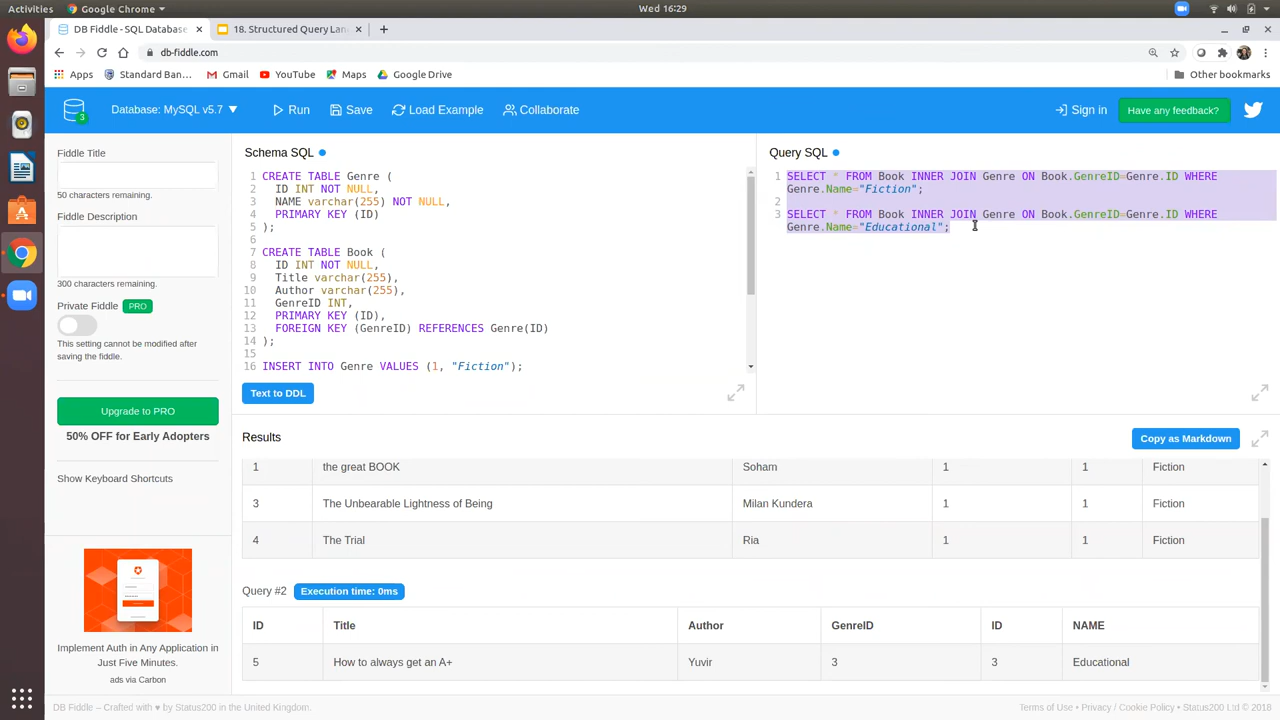 Activities
Google Chrome
Wed 16:29
DB Fiddle - SQL Database
18. Structured Query Lan
db-fiddle.com
Apps
Standard Ban...
Gmail
YouTube
Maps
Google Drive
Other bookmarks
3
Database: MySQL v5.7
Run
Save
Load Example
Collaborate
Sign in
Have any feedback?
Fiddle Title
50 characters remaining.
Fiddle Description
300 characters remaining.
Private Fiddle PRO
This setting cannot be modified after
saving the fiddle.
Upgrade to PRO
50% OFF for Early Adopters
Show Keyboard Shortcuts
Implement Auth in Any Application in
Just Five Minutes.
ads via Carbon
Schema SQL
1 CREATE TABLE Genre (
2 ID INT NOT NULL,
3 NAME varchar(255) NOT NULL,
4 PRIMARY KEY (ID)
5 );
6
7 CREATE TABLE Book (
8 ID INT NOT NULL,
9 Title varchar(255),
10 Author varchar(255),
11 GenreID INT,
12 PRIMARY KEY (ID),
13 FOREIGN KEY (GenreID) REFERENCES Genre(ID)
14 );
15
16 INSERT INTO Genre VALUES (1, "Fiction");
Text to DDL
Query SQL
1 SELECT * FROM Book INNER JOIN Genre ON Book.GenreID=Genre.ID WHERE
Genre.Name="Fiction";
2
3 SELECT * FROM Book INNER JOIN Genre ON Book.GenreID=Genre.ID WHERE
Genre.Name="Educational";
Results
Copy as Markdown
1 the great BOOK Soham 1 1 Fiction
3 The Unbearable Lightness of Being Milan Kundera 1 1 Fiction
4 The Trial Ria 1 1 Fiction
Query #2 Execution time: 0ms
ID Title Author GenreID ID NAME
5 How to always get an A+ Yuvir 3 3 Educational
DB Fiddle – Crafted with ♥ by Status200 in the United Kingdom.
Terms of Use • Privacy / Cookie Policy • Status200 Ltd © 2018